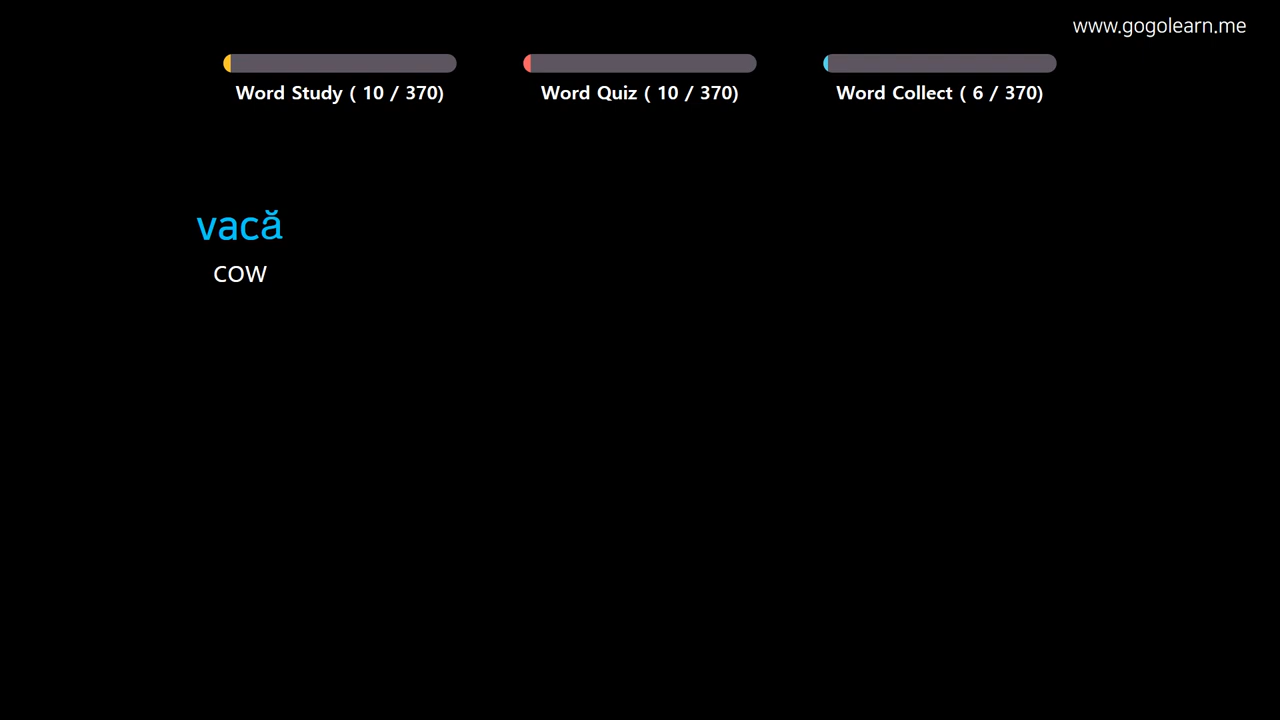 www.gogolearn.me
Word Study ( 10 / 370)
Word Quiz ( 10 / 370)
Word Collect ( 6 / 370)
vacă
cow